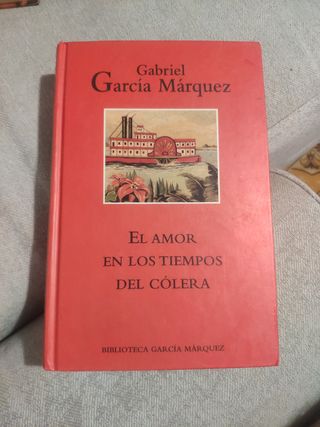 Gabriel
García Márquez
EL AMOR
EN LOS TIEMPOS
DEL CÓLERA
BIBLIOTECA GARCÍA MÁRQUEZ